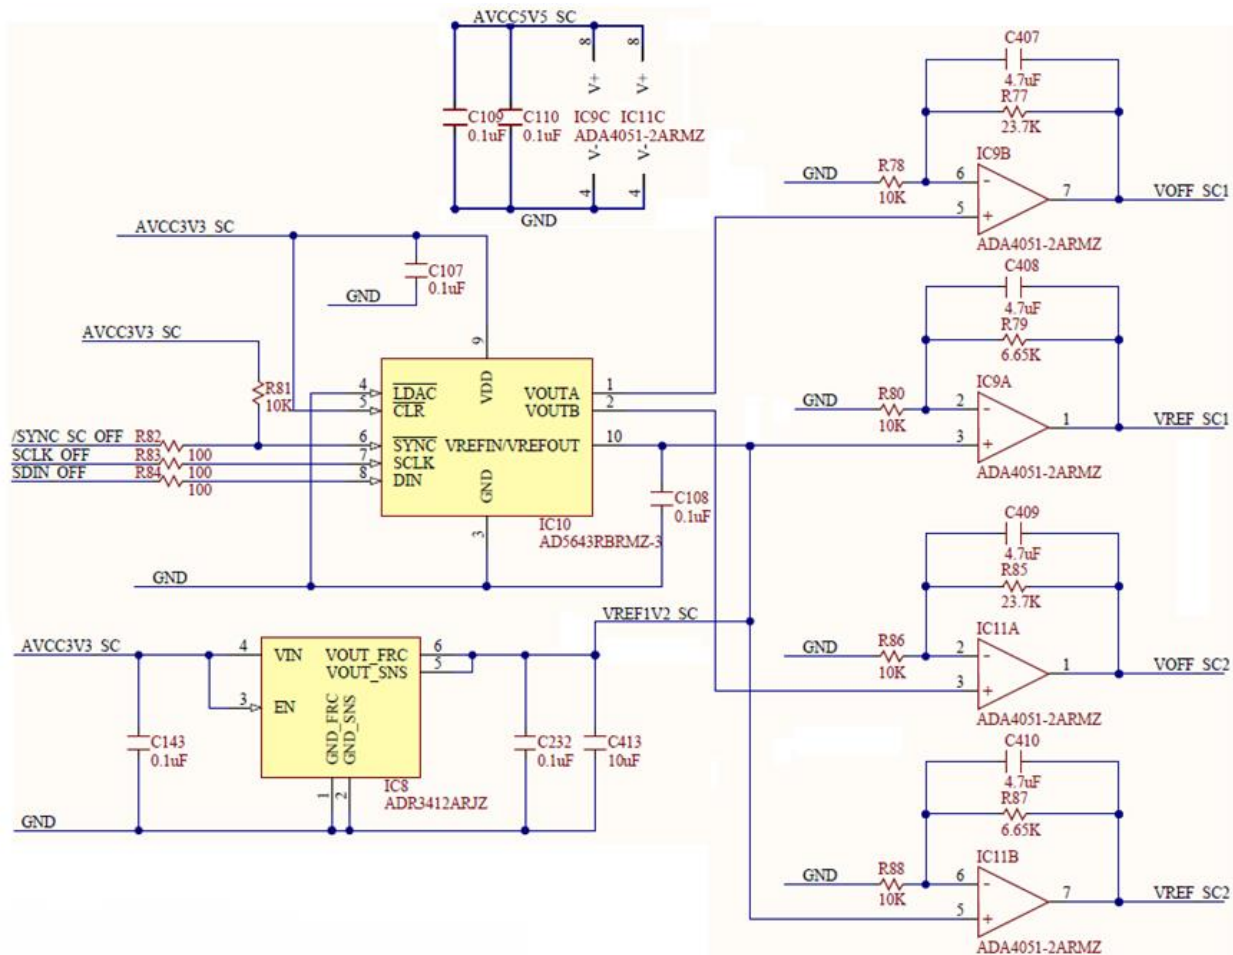 AVCC5V5_SC
8
8
V+
V+
C109
0.1uF
C110
0.1uF
IC9C
IC11C
ADA4051-2ARMZ
V-
V-
4
4
GND
C407
4.7uF
R77
23.7K
IC9B
GND
R78
10K
6
-
7
VOFF_SC1
5
+
ADA4051-2ARMZ
AVCC3V3_SC
C107
0.1uF
GND
C408
4.7uF
R79
6.65K
IC9A
GND
R80
10K
2
-
1
VREF_SC1
3
+
ADA4051-2ARMZ
AVCC3V3_SC
R81
10K
9
VDD
4
LDAC
VOUTA
1
5
CLR
VOUTB
2
/SYNC_SC_OFF
R82
6
SYNC
VREFIN/VREFOUT
10
SCLK_OFF
R83
100
7
SCLK
SDIN_OFF
R84
100
8
DIN
100
GND
3
IC10
AD5643RBRMZ-3
C108
0.1uF
GND
C409
4.7uF
R85
23.7K
IC11A
GND
R86
10K
2
-
1
VOFF_SC2
3
+
ADA4051-2ARMZ
VREF1V2_SC
AVCC3V3_SC
4
VIN
VOUT_FRC
6
VOUT_SNS
5
3
EN
GND_FRC
GND_SNS
1
2
C143
0.1uF
C232
0.1uF
C413
10uF
IC8
ADR3412ARJZ
GND
C410
4.7uF
R87
6.65K
IC11B
GND
R88
10K
6
-
7
VREF_SC2
5
+
ADA4051-2ARMZ